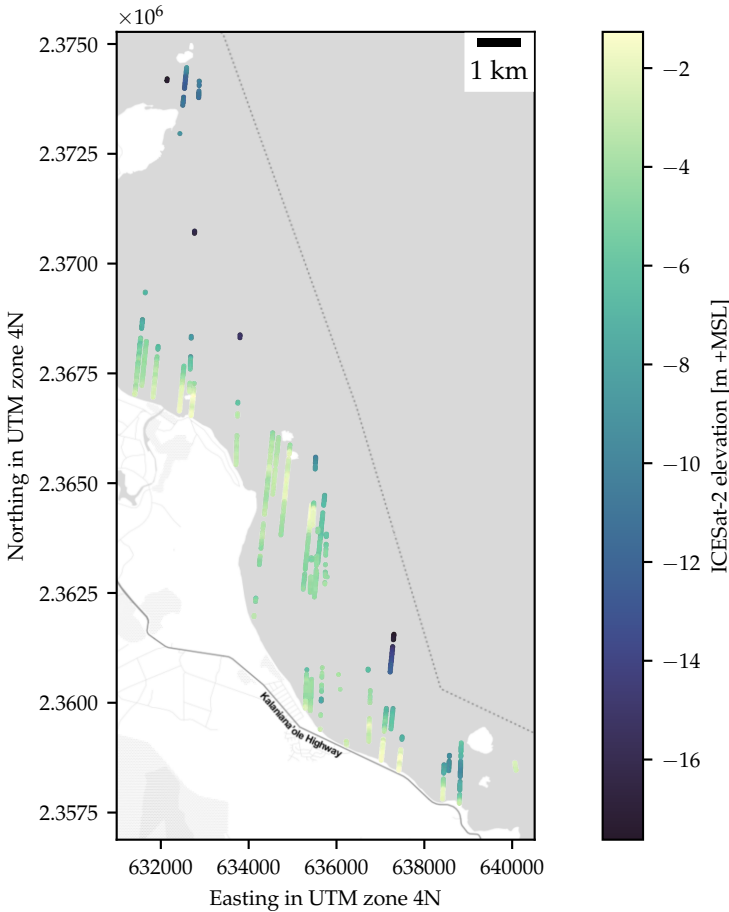 ×10⁶
2.3750
2.3725
2.3700
2.3675
2.3650
2.3625
2.3600
2.3575
Northing in UTM zone 4N
1 km
Kalaniana'ole Highway
632000 634000 636000 638000 640000
Easting in UTM zone 4N
−2
−4
−6
−8
−10
−12
−14
−16
ICESat-2 elevation [m +MSL]